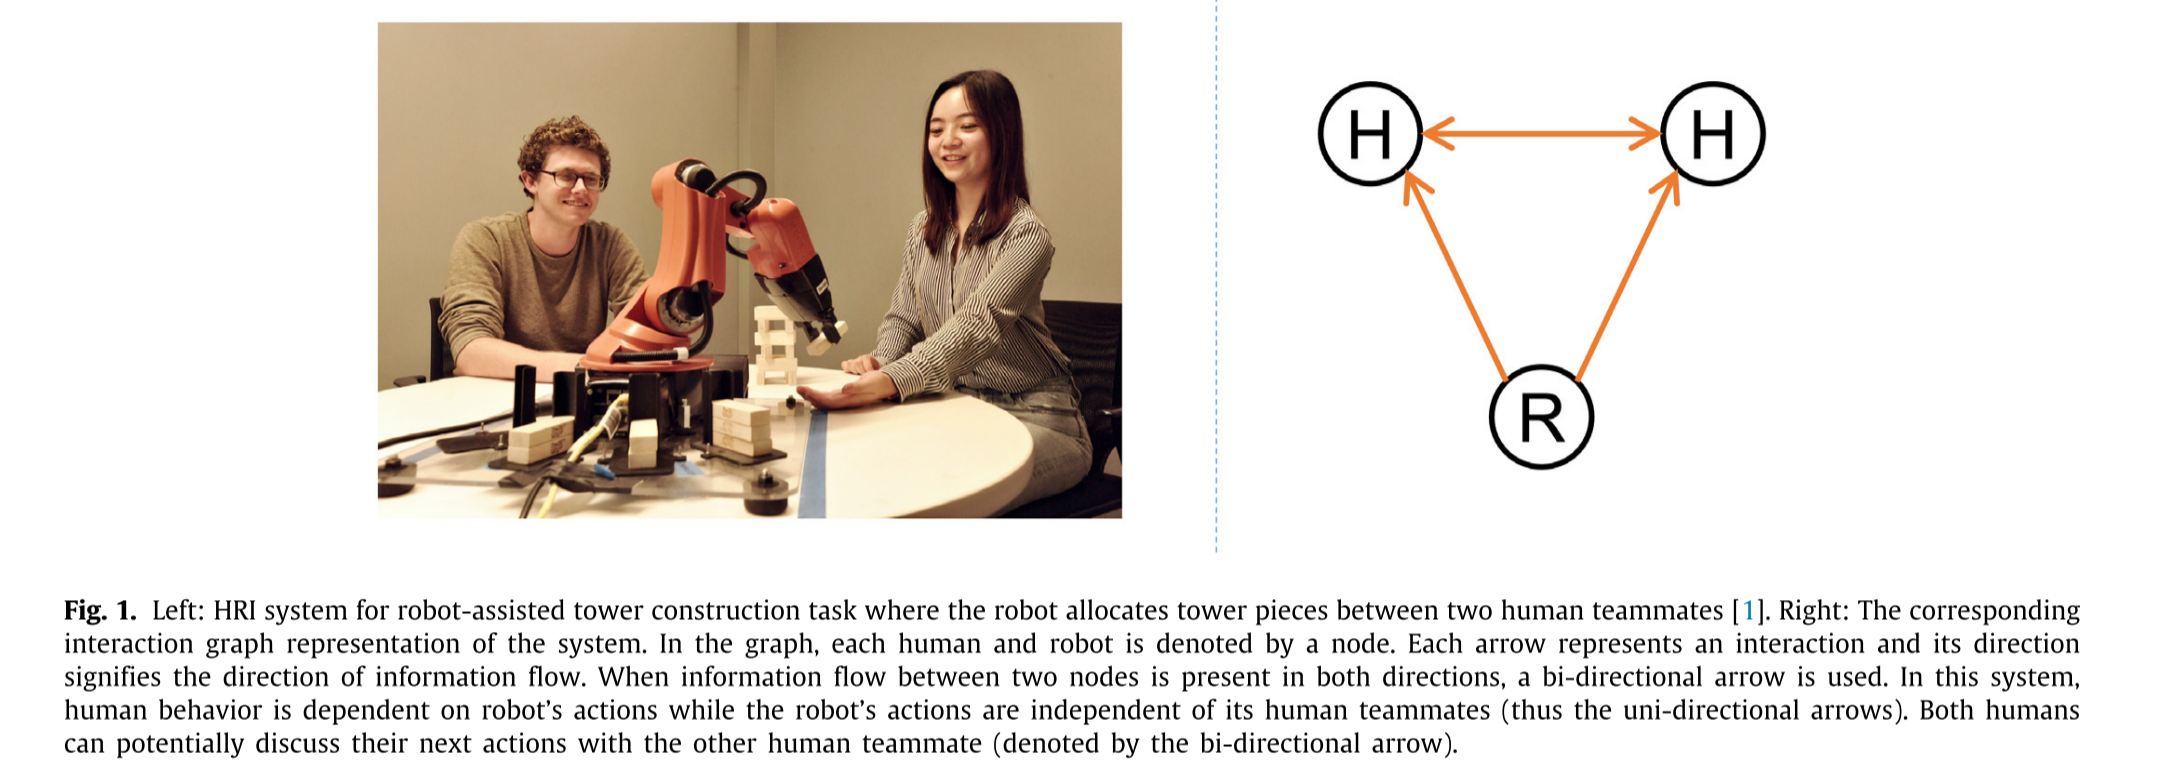 H H
R
Fig. 1. Left: HRI system for robot-assisted tower construction task where the robot allocates tower pieces between two human teammates [1]. Right: The corresponding
interaction graph representation of the system. In the graph, each human and robot is denoted by a node. Each arrow represents an interaction and its direction
signifies the direction of information flow. When information flow between two nodes is present in both directions, a bi-directional arrow is used. In this system,
human behavior is dependent on robot's actions while the robot's actions are independent of its human teammates (thus the uni-directional arrows). Both humans
can potentially discuss their next actions with the other human teammate (denoted by the bi-directional arrow).